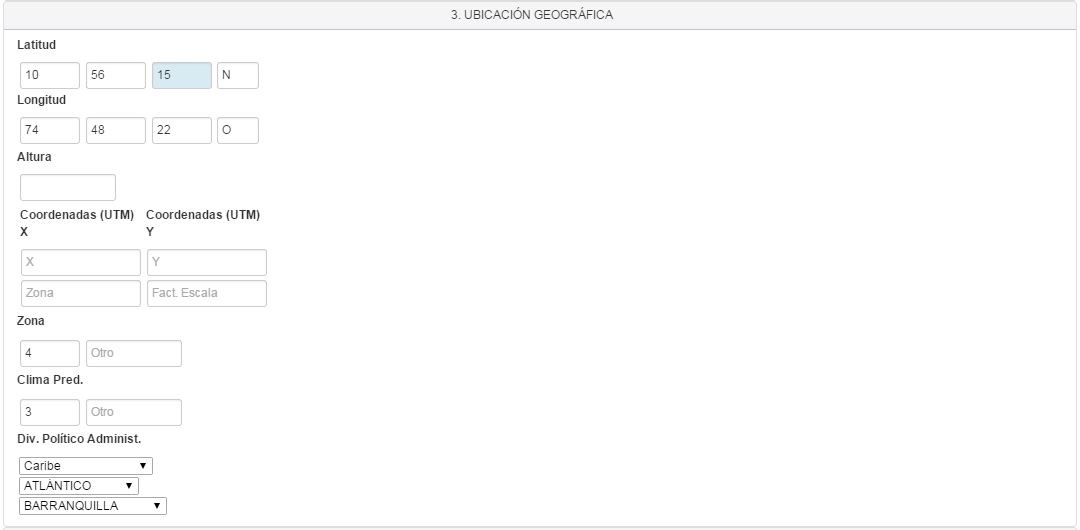 3. UBICACIÓN GEOGRÁFICA
Latitud
10 56 15 N
Longitud
74 48 22 O
Altura
Coordenadas (UTM) Coordenadas (UTM)
X Y
X Y
Zona Fact. Escala
Zona
4 Otro
Clima Pred.
3 Otro
Div. Político Administ.
Caribe
ATLÁNTICO
BARRANQUILLA